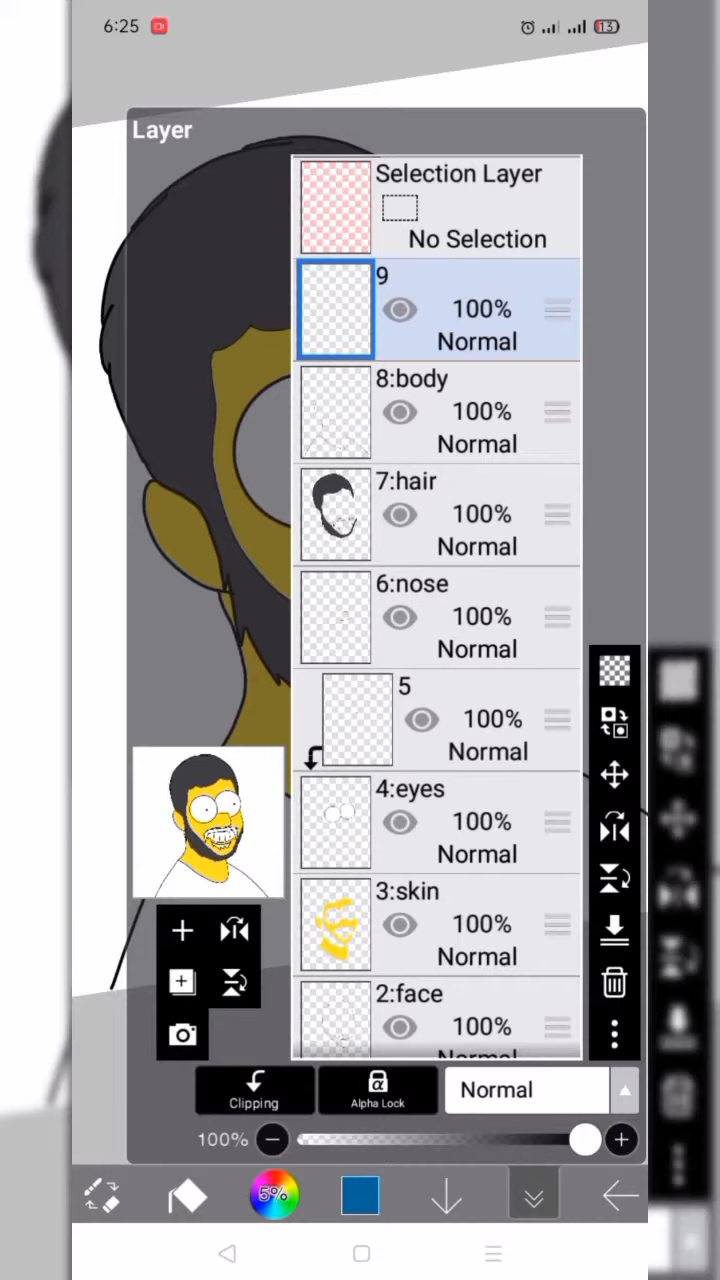 6:25
13
Layer
Selection Layer
No Selection
9
100%
Normal
8:body
100%
Normal
7:hair
100%
Normal
6:nose
100%
Normal
5
100%
Normal
4:eyes
100%
Normal
3:skin
100%
Normal
2:face
100%
Normal
Clipping
α
Alpha Lock
Normal
100%
5%